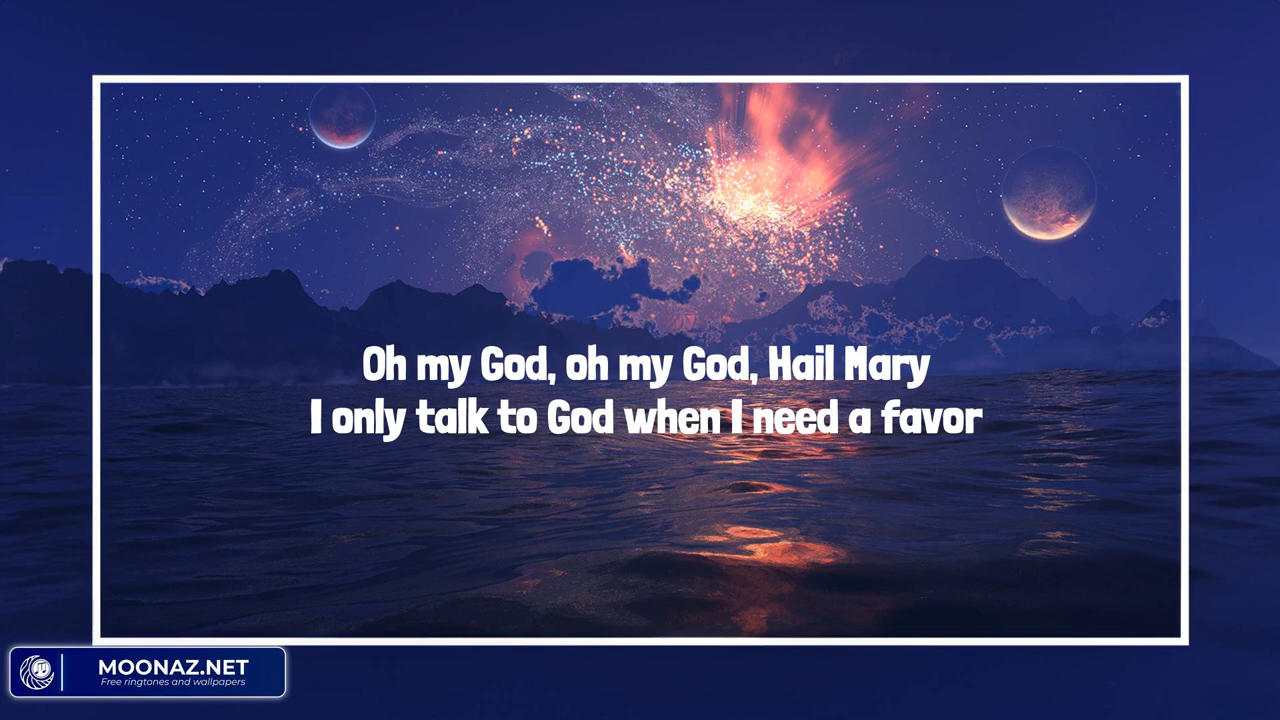 Oh my God, oh my God, Hail Mary
I only talk to God when I need a favor
MOONAZ.NET
Free ringtones and wallpapers